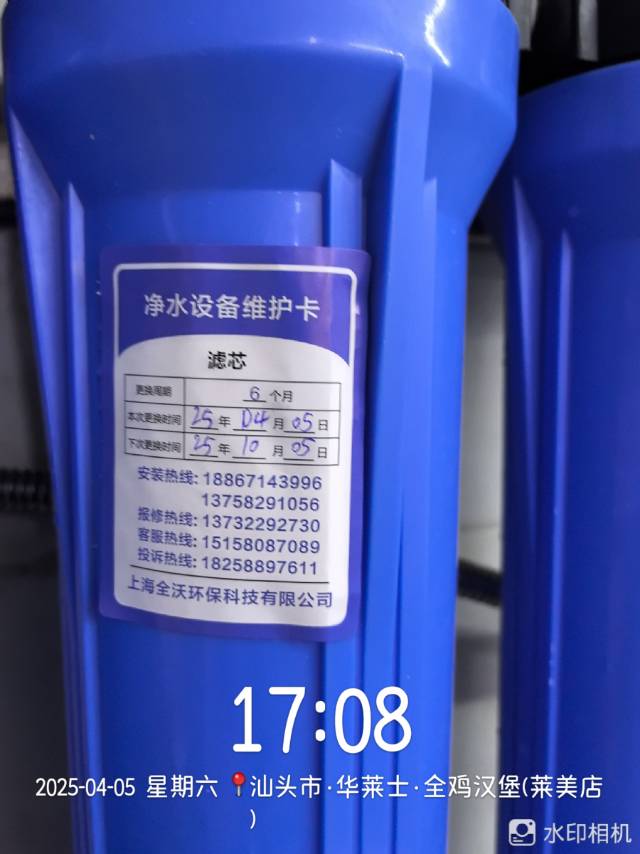 净水设备维护卡
滤芯
更换周期 6 个月
本次更换时间 25 年 04 月 05 日
下次更换时间 25 年 10 月 05 日
安装热线: 18867143996
13758291056
报修热线: 13732292730
客服热线: 15158087089
投诉热线: 18258897611
上海全沃环保科技有限公司
17:08
2025-04-05 星期六 汕头市·华莱士·全鸡汉堡(莱美店
)
水印相机